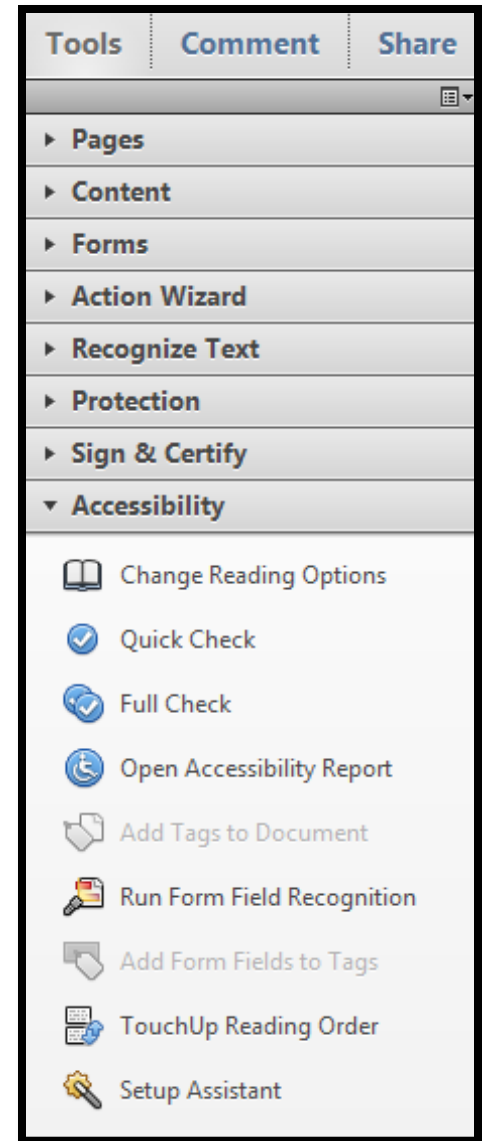 Tools Comment Share
Pages
Content
Forms
Action Wizard
Recognize Text
Protection
Sign & Certify
Accessibility
Change Reading Options
Quick Check
Full Check
Open Accessibility Report
Add Tags to Document
Run Form Field Recognition
Add Form Fields to Tags
TouchUp Reading Order
Setup Assistant